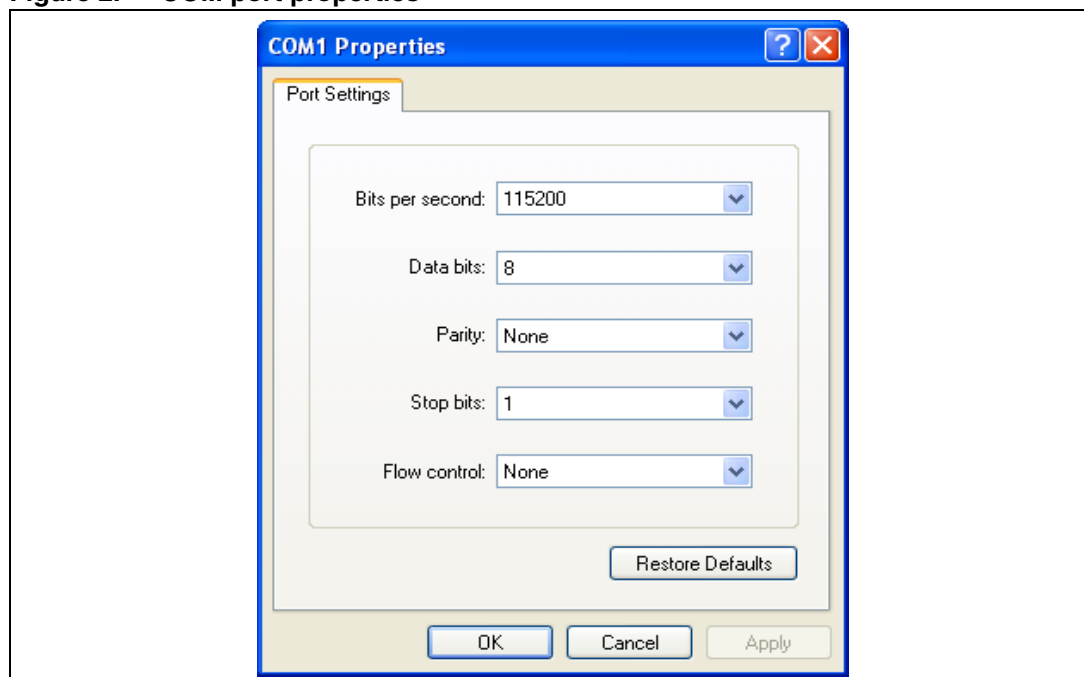 COM1 Properties
Port Settings
Bits per second: 115200
Data bits: 8
Parity: None
Stop bits: 1
Flow control: None
Restore Defaults
OK Cancel Apply